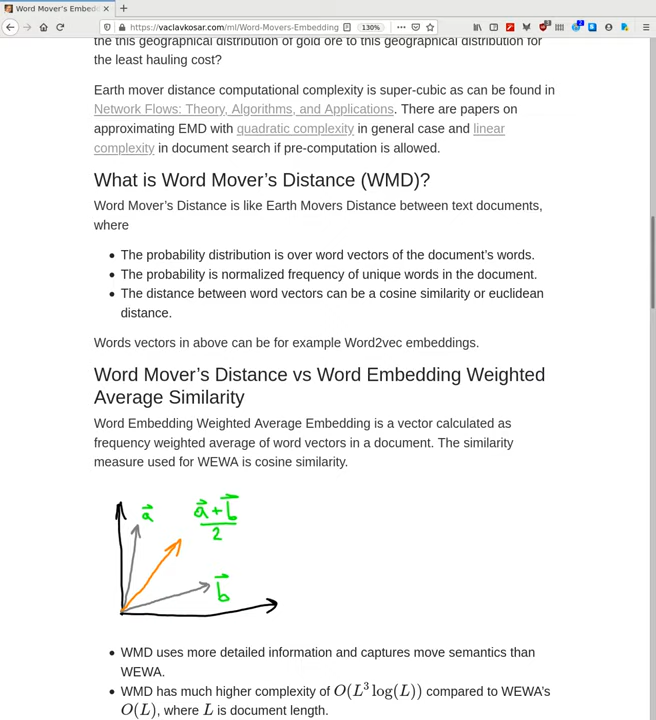 Word Mover's Embedd
https://vaclavkosar.com/ml/Word-Movers-Embedding
130%
the this geographical distribution of gold ore to this geographical distribution for
the least hauling cost?
Earth mover distance computational complexity is super-cubic as can be found in
Network Flows: Theory, Algorithms, and Applications. There are papers on
approximating EMD with quadratic complexity in general case and linear
complexity in document search if pre-computation is allowed.
What is Word Mover's Distance (WMD)?
Word Mover's Distance is like Earth Movers Distance between text documents,
where
• The probability distribution is over word vectors of the document's words.
• The probability is normalized frequency of unique words in the document.
• The distance between word vectors can be a cosine similarity or euclidean
distance.
Words vectors in above can be for example Word2vec embeddings.
Word Mover's Distance vs Word Embedding Weighted
Average Similarity
Word Embedding Weighted Average Embedding is a vector calculated as
frequency weighted average of word vectors in a document. The similarity
measure used for WEWA is cosine similarity.
a⃗
a⃗ + b⃗
2
b⃗
• WMD uses more detailed information and captures move semantics than
WEWA.
• WMD has much higher complexity of O(L³ log(L)) compared to WEWA's
O(L), where L is document length.